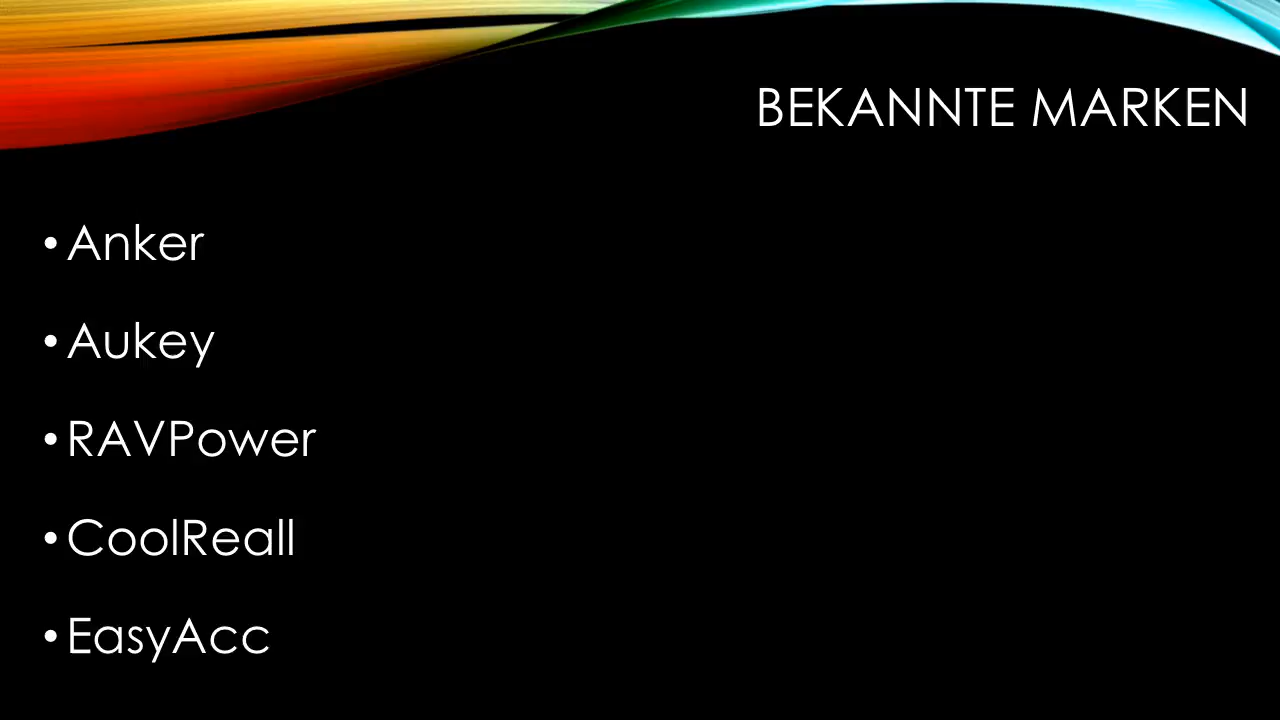 BEKANNTE MARKEN
• Anker
• Aukey
• RAVPower
• CoolReall
• EasyAcc